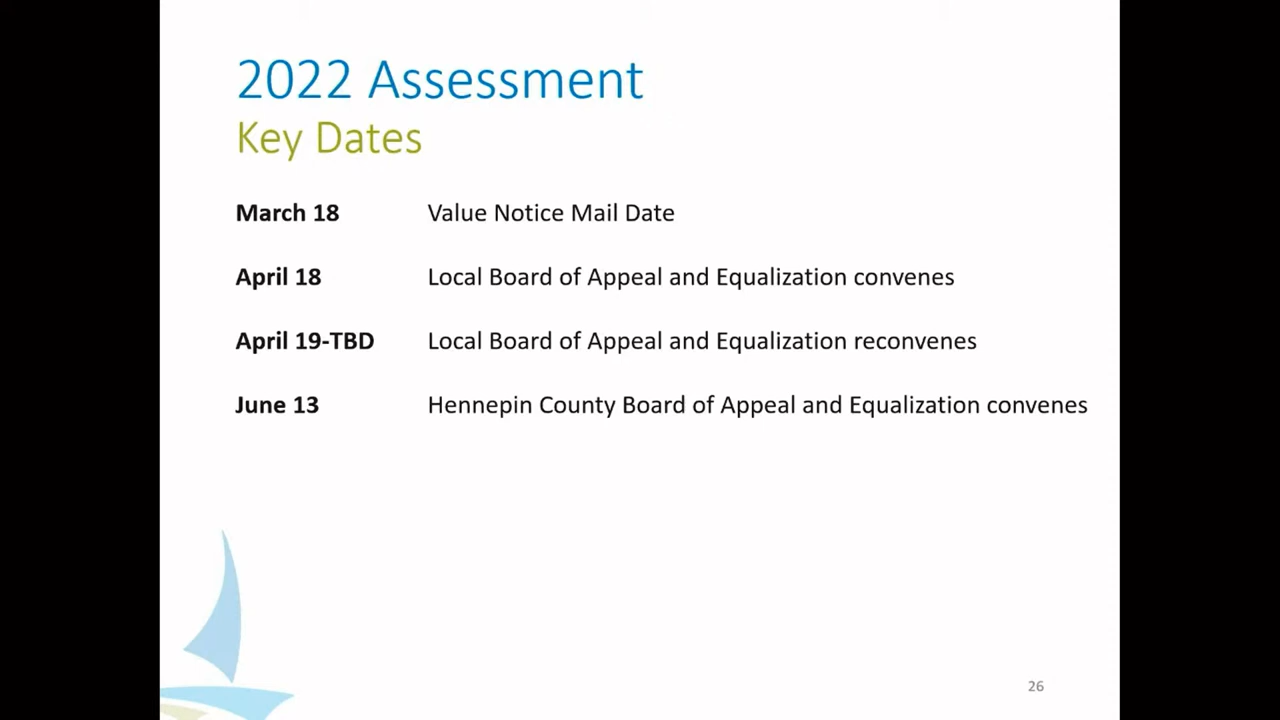 2022 Assessment
Key Dates
March 18 Value Notice Mail Date
April 18 Local Board of Appeal and Equalization convenes
April 19-TBD Local Board of Appeal and Equalization reconvenes
June 13 Hennepin County Board of Appeal and Equalization convenes
26